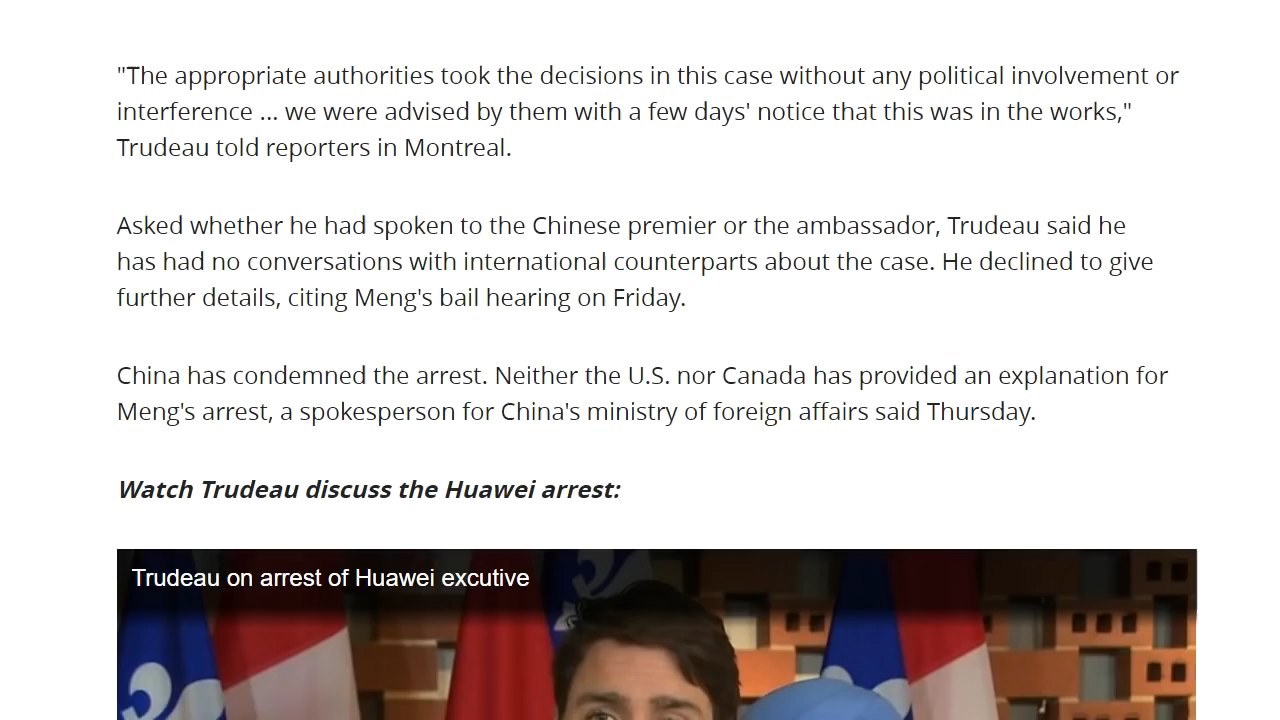 "The appropriate authorities took the decisions in this case without any political involvement or
interference ... we were advised by them with a few days' notice that this was in the works,"
Trudeau told reporters in Montreal.
Asked whether he had spoken to the Chinese premier or the ambassador, Trudeau said he
has had no conversations with international counterparts about the case. He declined to give
further details, citing Meng's bail hearing on Friday.
China has condemned the arrest. Neither the U.S. nor Canada has provided an explanation for
Meng's arrest, a spokesperson for China's ministry of foreign affairs said Thursday.
Watch Trudeau discuss the Huawei arrest:
Trudeau on arrest of Huawei excutive